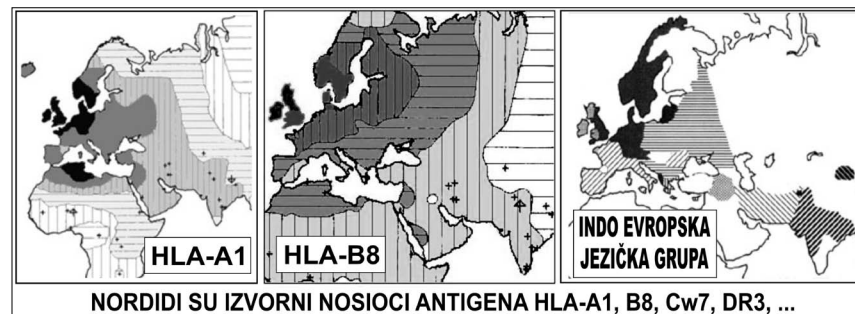 HLA-A1
HLA-B8
INDO EVROPSKA
JEZIČKA GRUPA
NORDIDI SU IZVORNI NOSIOCI ANTIGENA HLA-A1, B8, Cw7, DR3, ...